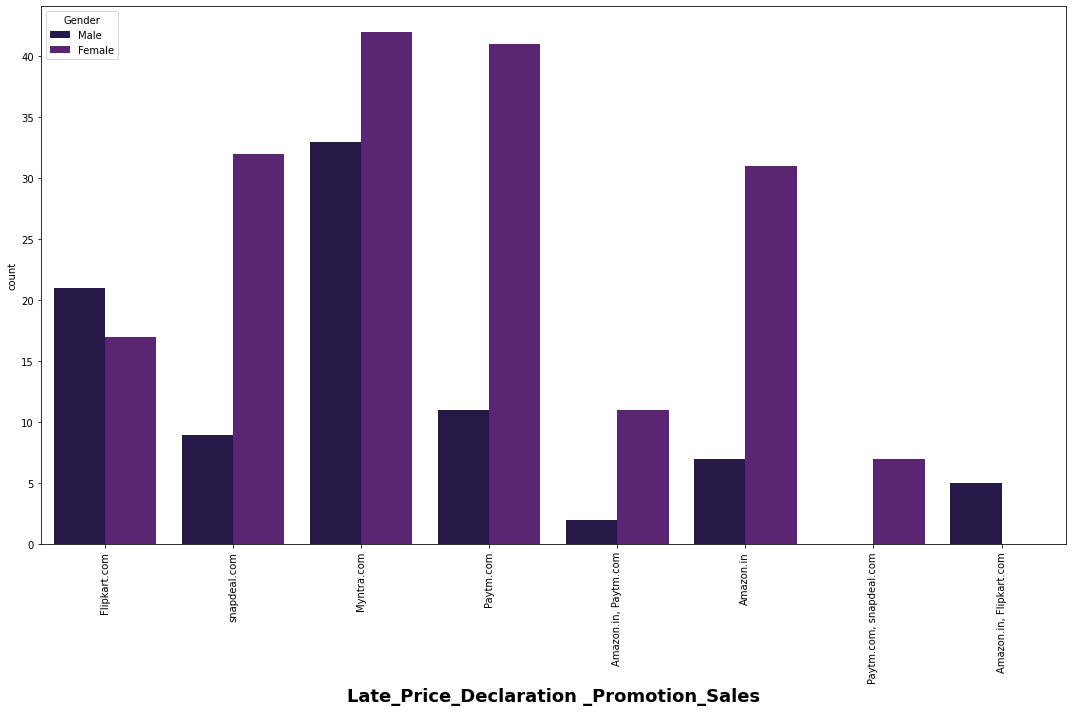 Gender
Male
Female
count
40
35
30
25
20
15
10
5
0
Flipkart.com
snapdeal.com
Myntra.com
Paytm.com
Amazon.in, Paytm.com
Amazon.in
Paytm.com, snapdeal.com
Amazon.in, Flipkart.com
Late_Price_Declaration _Promotion_Sales